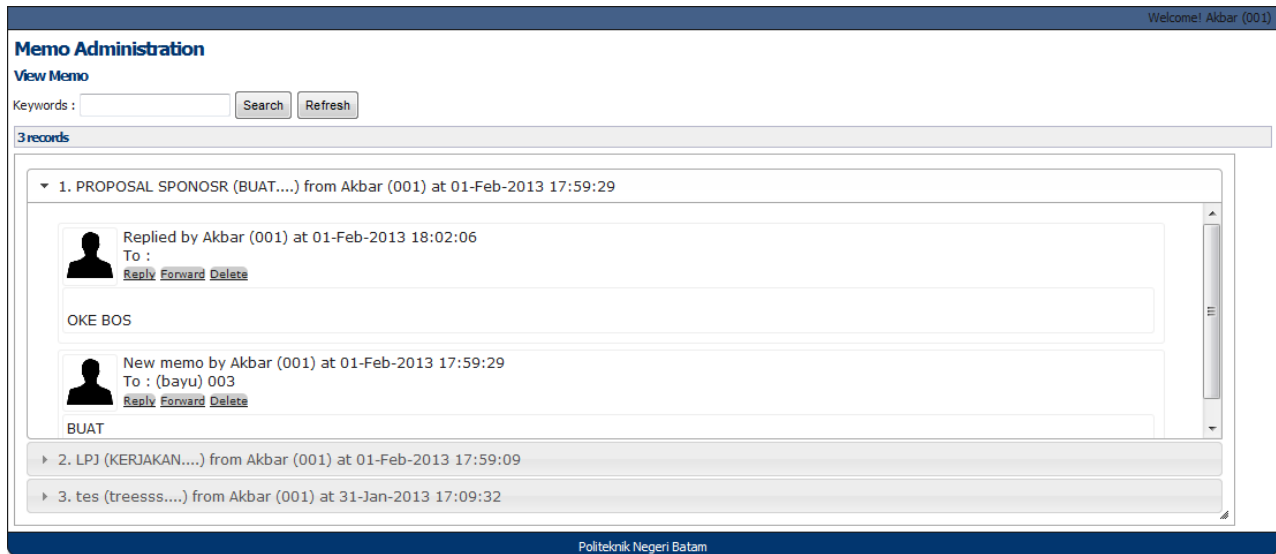 Welcome! Akbar (001)
Memo Administration
View Memo
Keywords : Search Refresh
3 records
1. PROPOSAL SPONOSR (BUAT....) from Akbar (001) at 01-Feb-2013 17:59:29
Replied by Akbar (001) at 01-Feb-2013 18:02:06
To :
Reply Forward Delete
OKE BOS
New memo by Akbar (001) at 01-Feb-2013 17:59:29
To : (bayu) 003
Reply Forward Delete
BUAT
2. LPJ (KERJAKAN....) from Akbar (001) at 01-Feb-2013 17:59:09
3. tes (treesss....) from Akbar (001) at 31-Jan-2013 17:09:32
Politeknik Negeri Batam